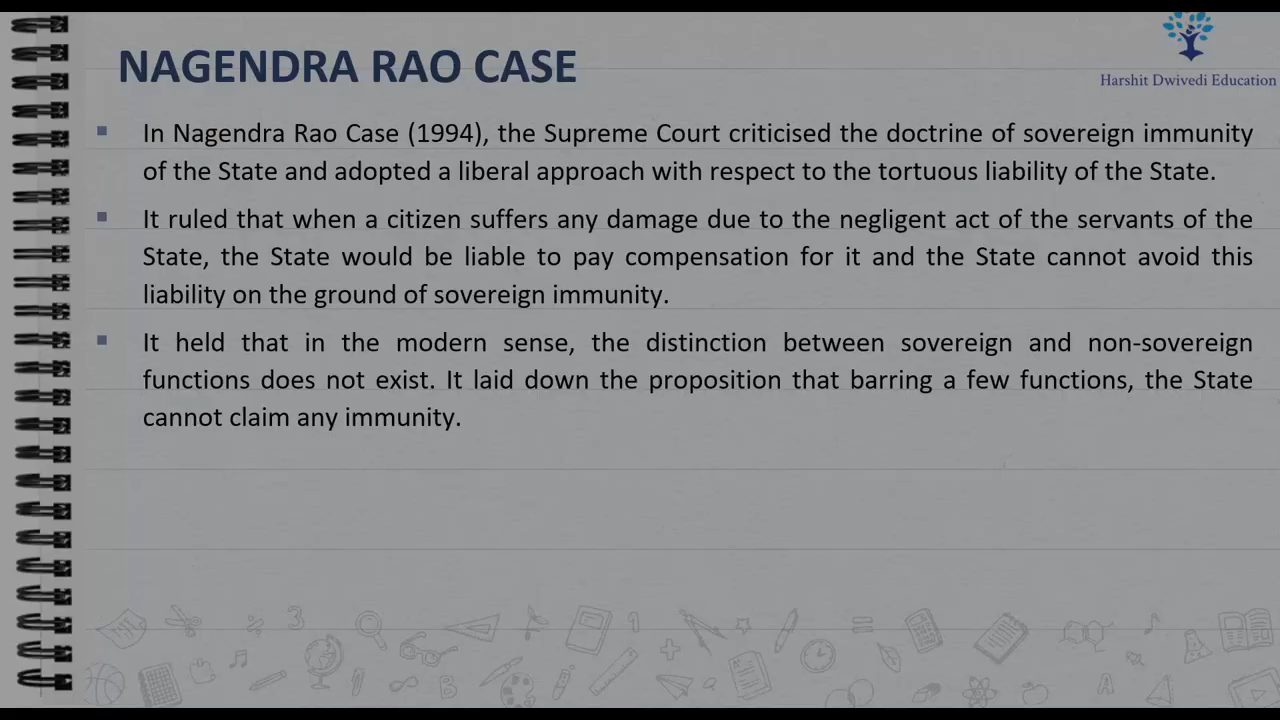 NAGENDRA RAO CASE
Harshit Dwivedi Education
▪ In Nagendra Rao Case (1994), the Supreme Court criticised the doctrine of sovereign immunity
of the State and adopted a liberal approach with respect to the tortuous liability of the State.
▪ It ruled that when a citizen suffers any damage due to the negligent act of the servants of the
State, the State would be liable to pay compensation for it and the State cannot avoid this
liability on the ground of sovereign immunity.
▪ It held that in the modern sense, the distinction between sovereign and non-sovereign
functions does not exist. It laid down the proposition that barring a few functions, the State
cannot claim any immunity.